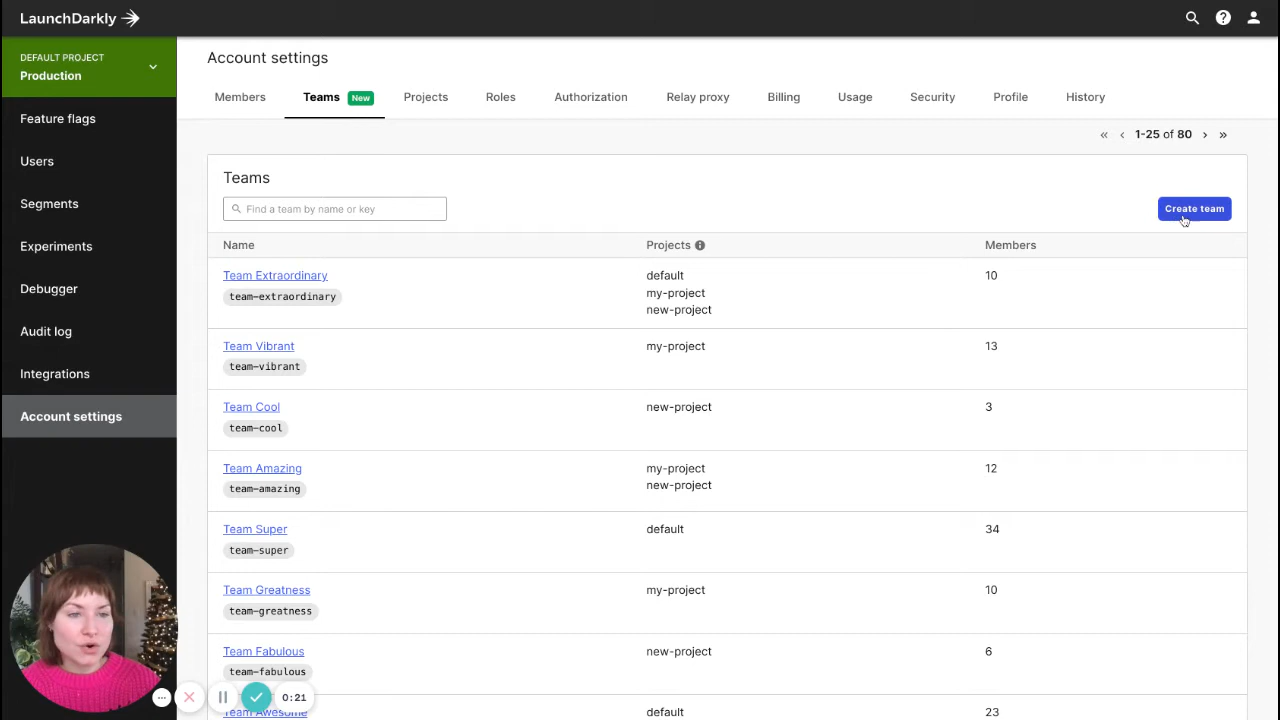 LaunchDarkly
DEFAULT PROJECT
Production
Feature flags
Users
Segments
Experiments
Debugger
Audit log
Integrations
Account settings
Account settings
Members
Teams
New
Projects
Roles
Authorization
Relay proxy
Billing
Usage
Security
Profile
History
« ‹ 1-25 of 80 › »
Teams
Find a team by name or key
Create team
Name Projects Members
Team Extraordinary default 10
team-extraordinary my-project
new-project
Team Vibrant my-project 13
team-vibrant
Team Cool new-project 3
team-cool
Team Amazing my-project 12
team-amazing new-project
Team Super default 34
team-super
Team Greatness my-project 10
team-greatness
Team Fabulous new-project 6
team-fabulous
Team Awesome default 23
0:21